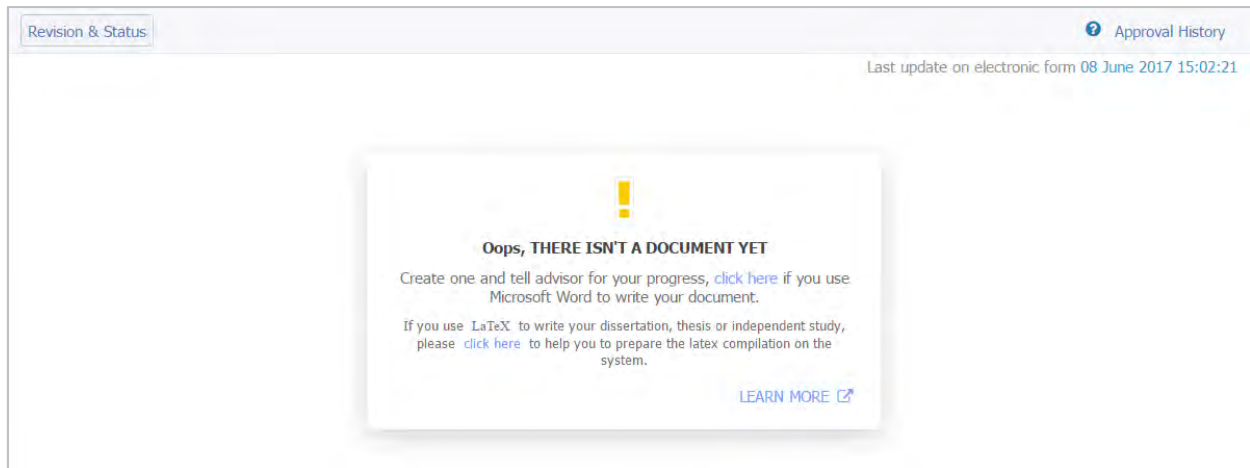 Revision & Status
Approval History
Last update on electronic form 08 June 2017 15:02:21
Oops, THERE ISN'T A DOCUMENT YET
Create one and tell advisor for your progress, click here if you use
Microsoft Word to write your document.
If you use LaTeX to write your dissertation, thesis or independent study,
please click here to help you to prepare the latex compilation on the
system.
LEARN MORE